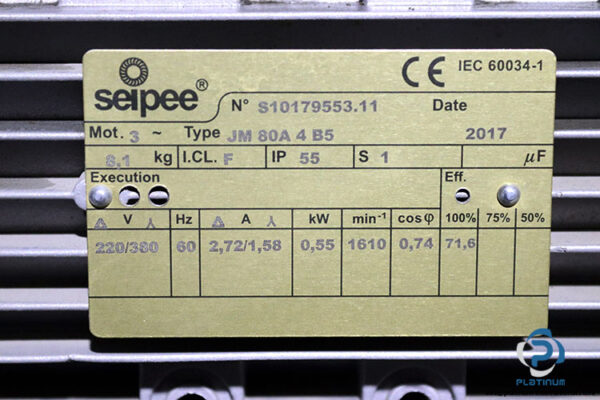 CE IEC 60034-1
seipee®
N° S10179553.11 Date
Mot. 3 ~ Type JM 80A 4 B5 2017
8.1 kg I.CL. F IP 55 S 1 µF
Execution Eff.
△ V 人 Hz △ A 人 kW min⁻¹ cosφ 100% 75% 50%
220/380 60 2,72/1,58 0,55 1610 0,74 71,6
PLATINUM